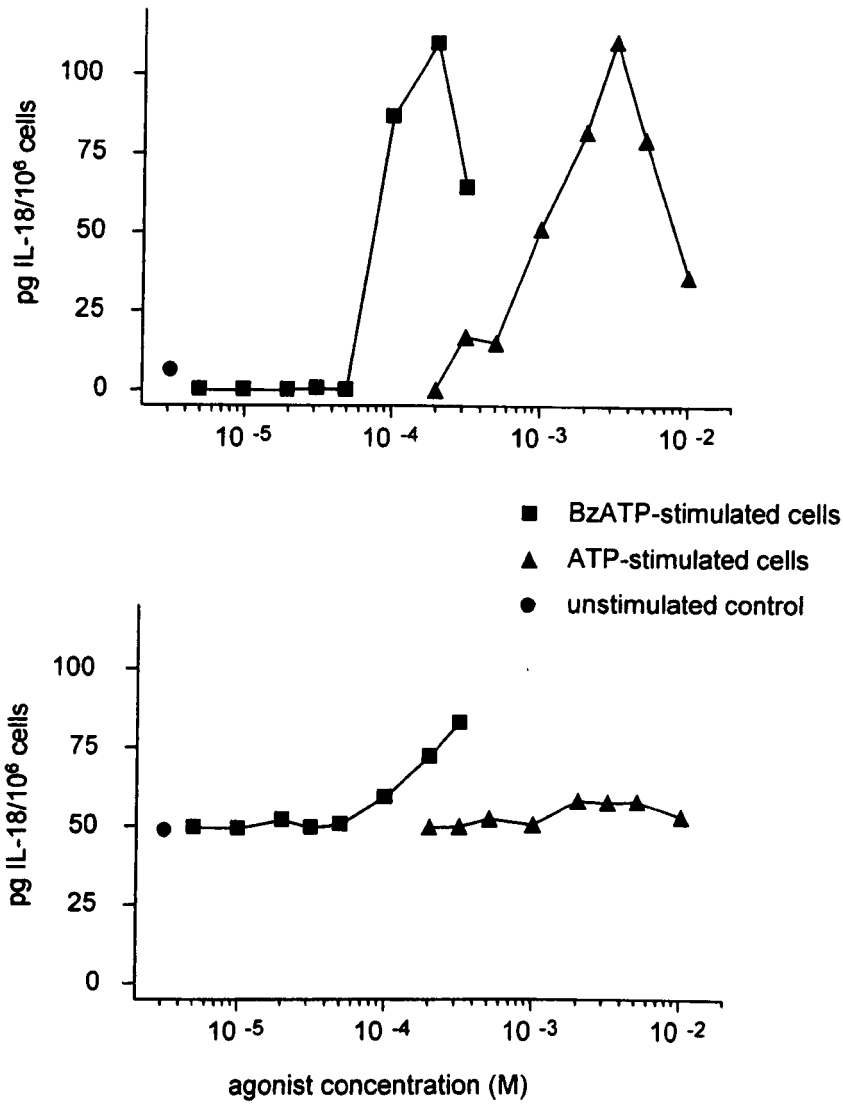 pg IL-18/10⁶ cells
100
75
50
25
0
10⁻⁵ 10⁻⁴ 10⁻³ 10⁻²
BzATP-stimulated cells
ATP-stimulated cells
unstimulated control
pg IL-18/10⁶ cells
100
75
50
25
0
10⁻⁵ 10⁻⁴ 10⁻³ 10⁻²
agonist concentration (M)